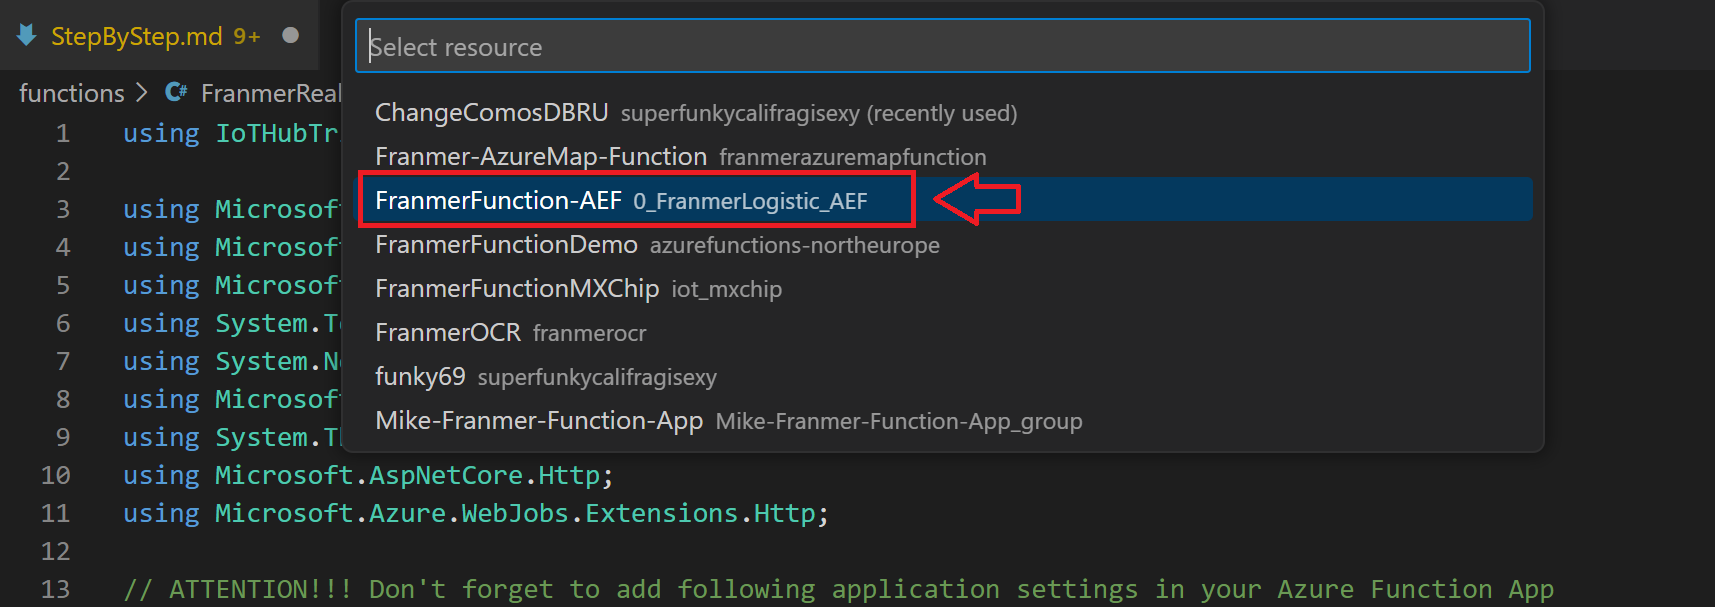 StepByStep.md 9+
Select resource
functions > C# FranmerRea
ChangeComosDBRU superfunkycalifragisexy (recently used)
Franmer-AzureMap-Function franmerazuremapfunction
FranmerFunction-AEF 0_FranmerLogistic_AEF
FranmerFunctionDemo azurefunctions-northeurope
FranmerFunctionMXChip iot_mxchip
FranmerOCR franmerocr
funky69 superfunkycalifragisexy
Mike-Franmer-Function-App Mike-Franmer-Function-App_group
1 using IoTHubTr
2
3 using Microsof
4 using Microsof
5 using Microsof
6 using System.T
7 using System.N
8 using Microsof
9 using System.T
10 using Microsoft.AspNetCore.Http;
11 using Microsoft.Azure.WebJobs.Extensions.Http;
12
13 // ATTENTION!!! Don't forget to add following application settings in your Azure Function App